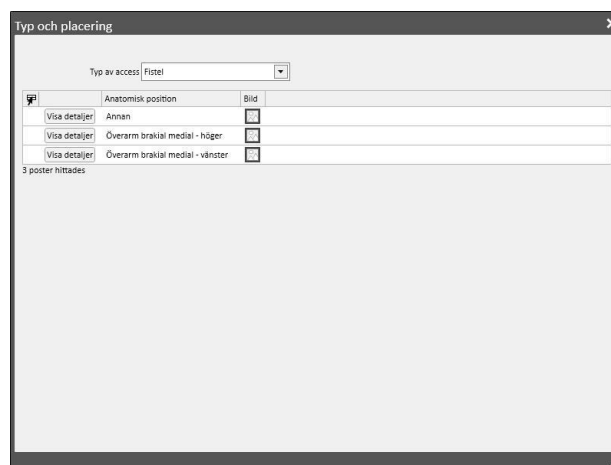 Typ och placering
Typ av access Fistel
Anatomisk position Bild
Visa detaljer Annan
Visa detaljer Överarm brakial medial - höger
Visa detaljer Överarm brakial medial - vänster
3 poster hittades